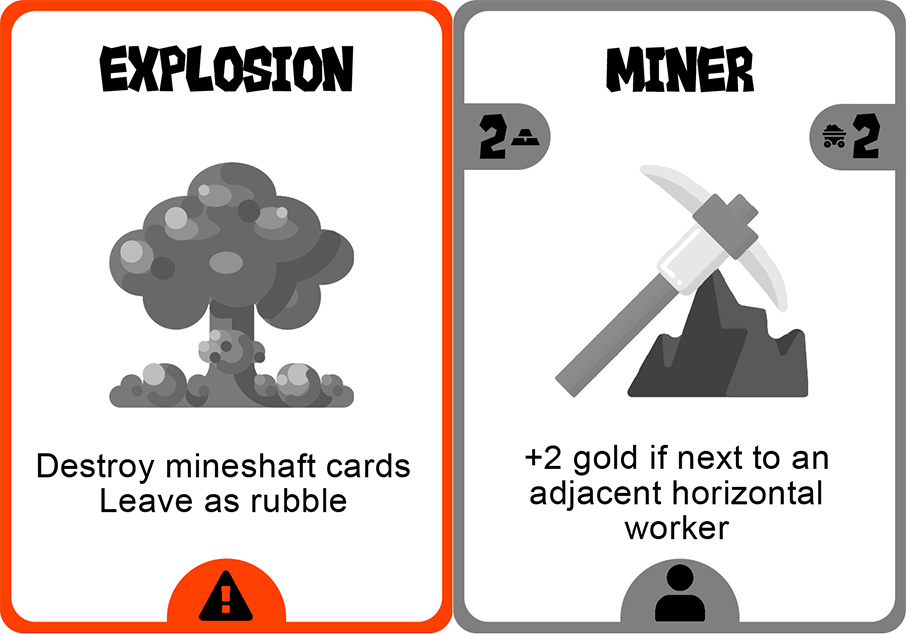 EXPLOSION
Destroy mineshaft cards
Leave as rubble
MINER
2
2
+2 gold if next to an
adjacent horizontal
worker